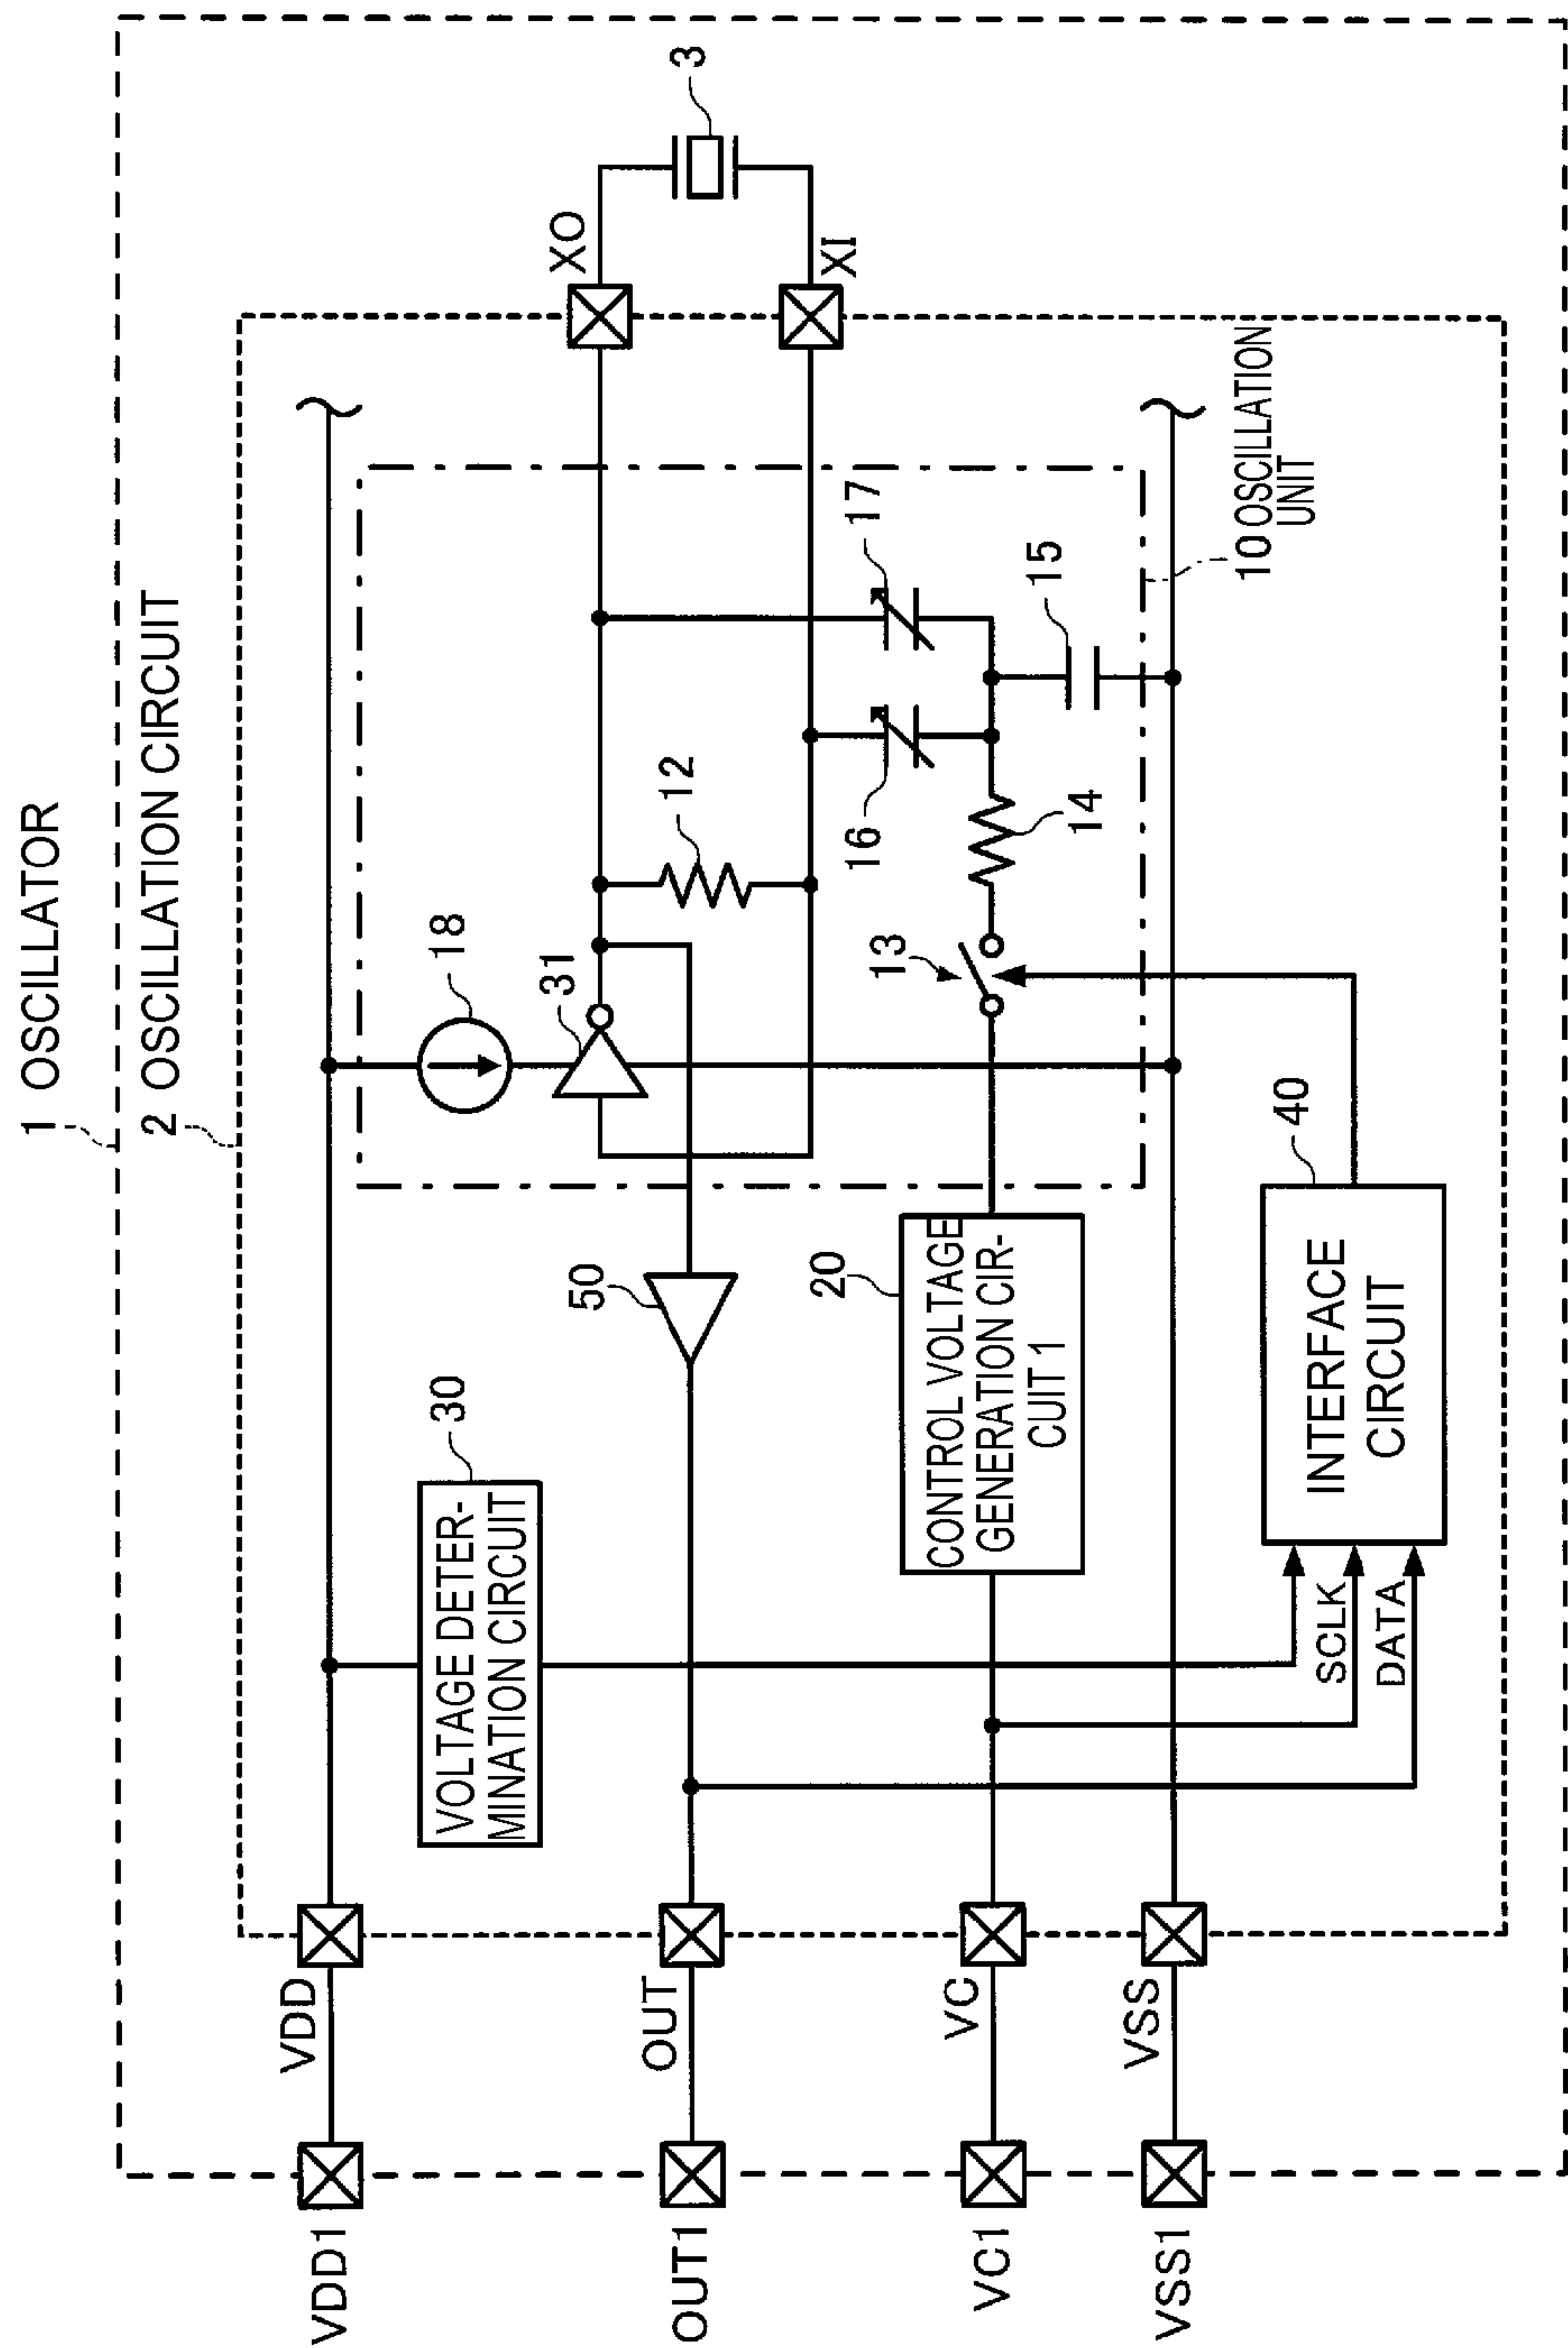 1 OSCILLATOR
2 OSCILLATION CIRCUIT
VDD1
VDD
VOLTAGE DETER-
MINATION CIRCUIT
30
18
31
12
XO
3
XI
OUT1
OUT
50
16
17
VC1
VC
20
CONTROL VOLTAGE
GENERATION CIR-
CUIT 1
13
14
15
VSS1
VSS
10 OSCILLATION
UNIT
SCLK
DATA
INTERFACE
CIRCUIT
40